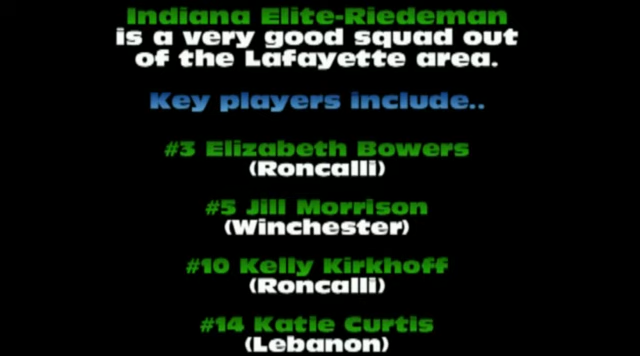 Indiana Elite-Riedeman
is a very good squad out
of the Lafayette area.
Key players include..
#3 Elizabeth Bowers
(Roncalli)
#5 Jill Morrison
(Winchester)
#10 Kelly Kirkhoff
(Roncalli)
#14 Katie Curtis
(Lebanon)